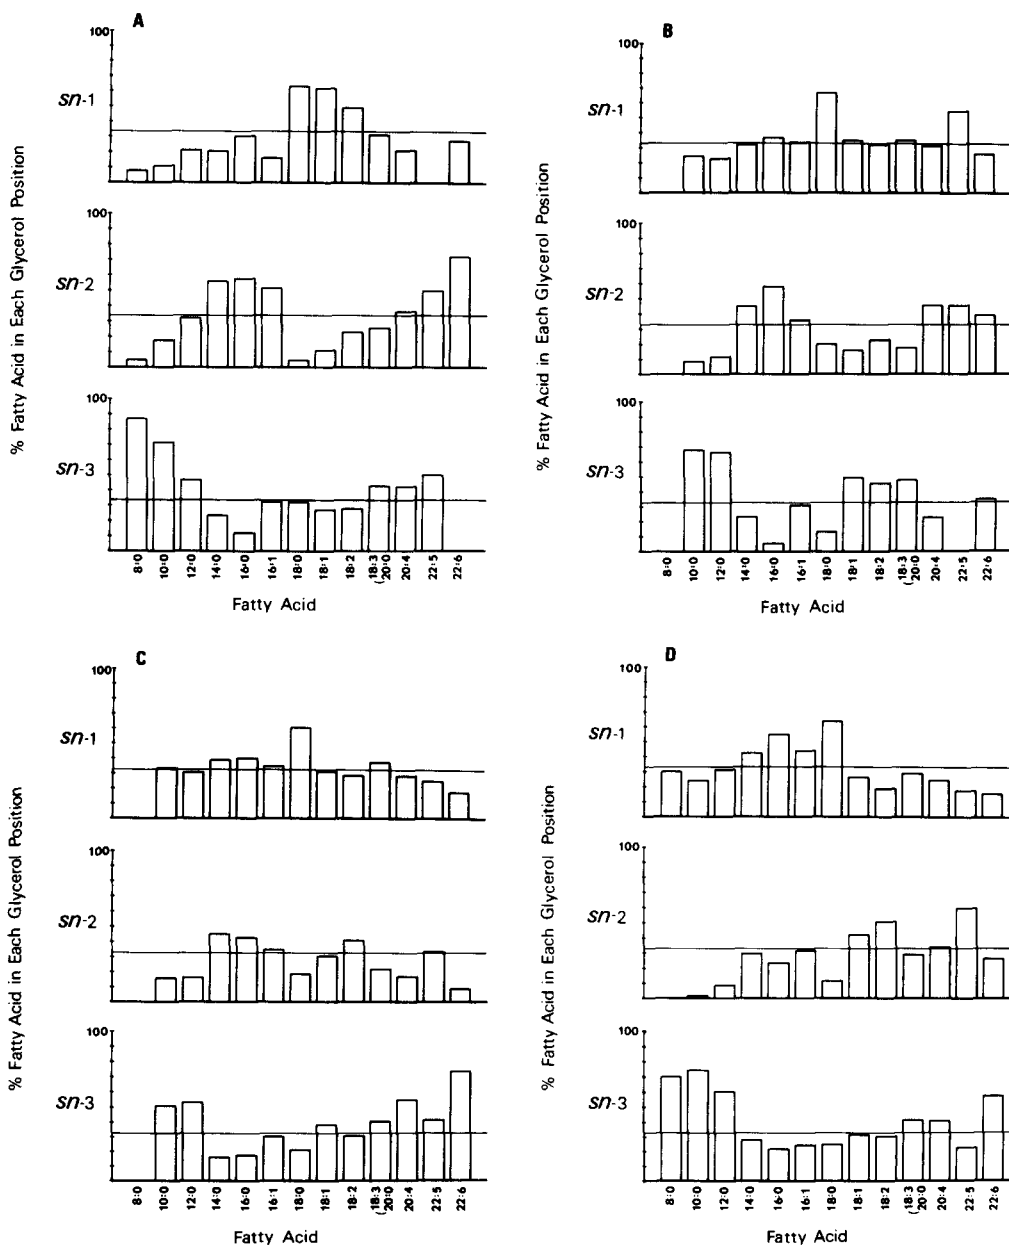 A
100
sn-1
100
sn-2
100
sn-3
% Fatty Acid in Each Glycerol Position
8:0
10:0
12:0
14:0
16:0
16:1
18:0
18:1
18:2
(18:3
20:0
20:4
22:5
22:6
Fatty Acid
B
100
sn-1
100
sn-2
100
sn-3
% Fatty Acid in Each Glycerol Position
8:0
10:0
12:0
14:0
16:0
16:1
18:0
18:1
18:2
(18:3
20:0
20:4
22:5
22:6
Fatty Acid
C
100
sn-1
100
sn-2
100
sn-3
% Fatty Acid in Each Glycerol Position
8:0
10:0
12:0
14:0
16:0
16:1
18:0
18:1
18:2
(18:3
20:0
20:4
22:5
22:6
Fatty Acid
D
100
sn-1
100
sn-2
100
sn-3
% Fatty Acid in Each Glycerol Position
8:0
10:0
12:0
14:0
16:0
16:1
18:0
18:1
18:2
(18:3
20:0
20:4
22:5
22:6
Fatty Acid